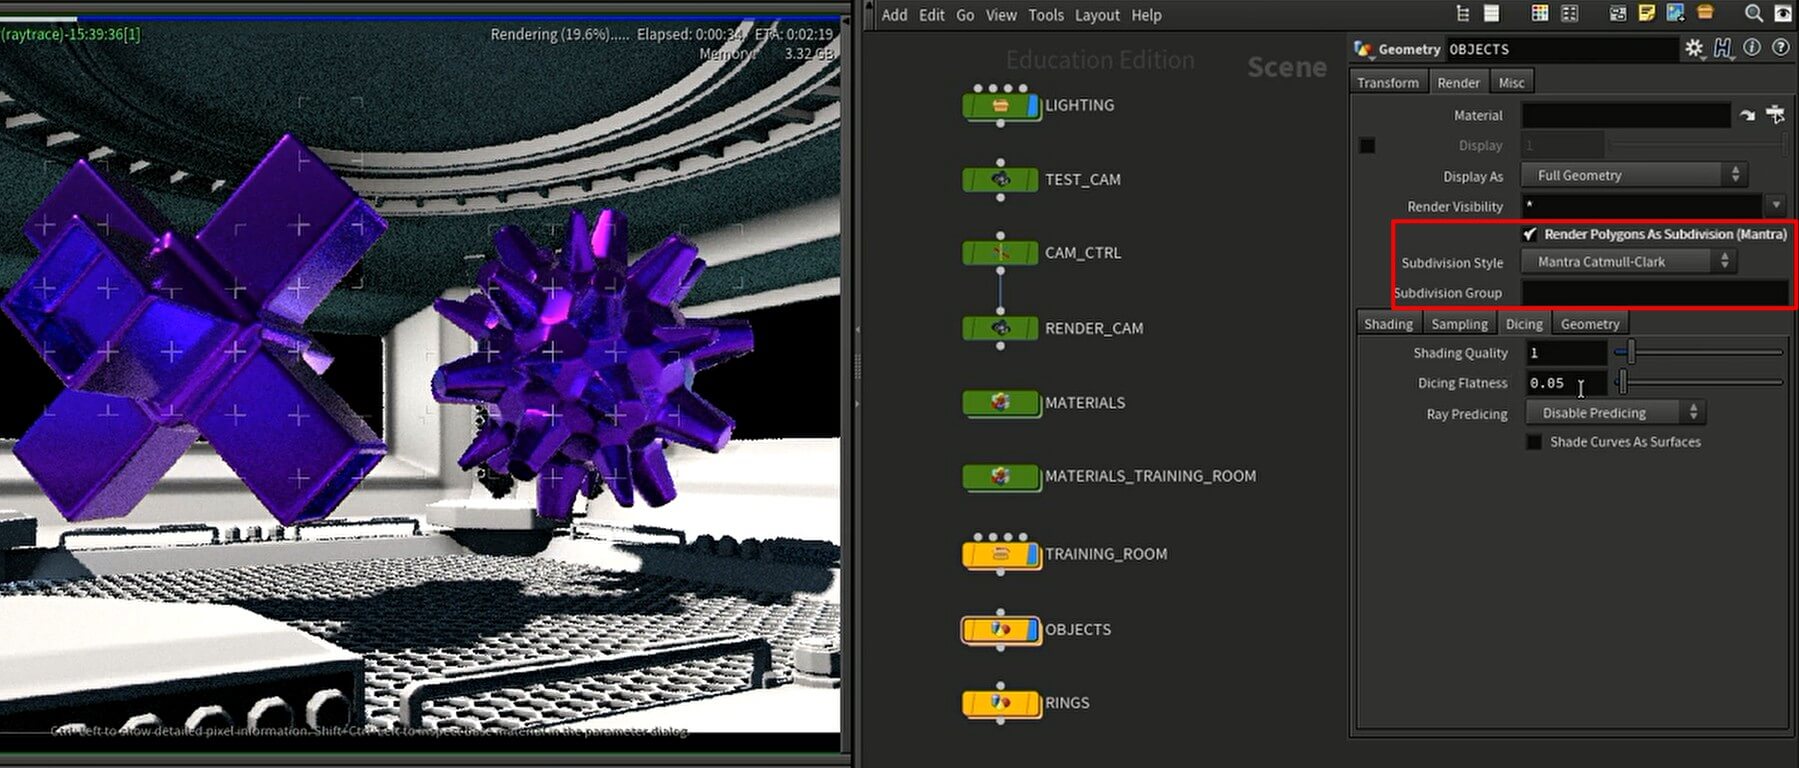 (raytrace)-15:39:36[1]
Rendering (19.6%)..... Elapsed: 0:00:34 ETA: 0:02:19
Memory: 3.32 GB
Ctrl+Left to show detailed pixel information. Shift+Ctrl+Left to inspect base material in the parameter dialog
Add Edit Go View Tools Layout Help
Education Edition
Scene
LIGHTING
TEST_CAM
CAM_CTRL
RENDER_CAM
MATERIALS
MATERIALS_TRAINING_ROOM
TRAINING_ROOM
OBJECTS
RINGS
Geometry OBJECTS
Transform Render Misc
Material
Display 1
Display As Full Geometry
Render Visibility *
Render Polygons As Subdivision (Mantra)
Subdivision Style Mantra Catmull-Clark
Subdivision Group
Shading Sampling Dicing Geometry
Shading Quality 1
Dicing Flatness 0.05
Ray Predicing Disable Predicing
Shade Curves As Surfaces